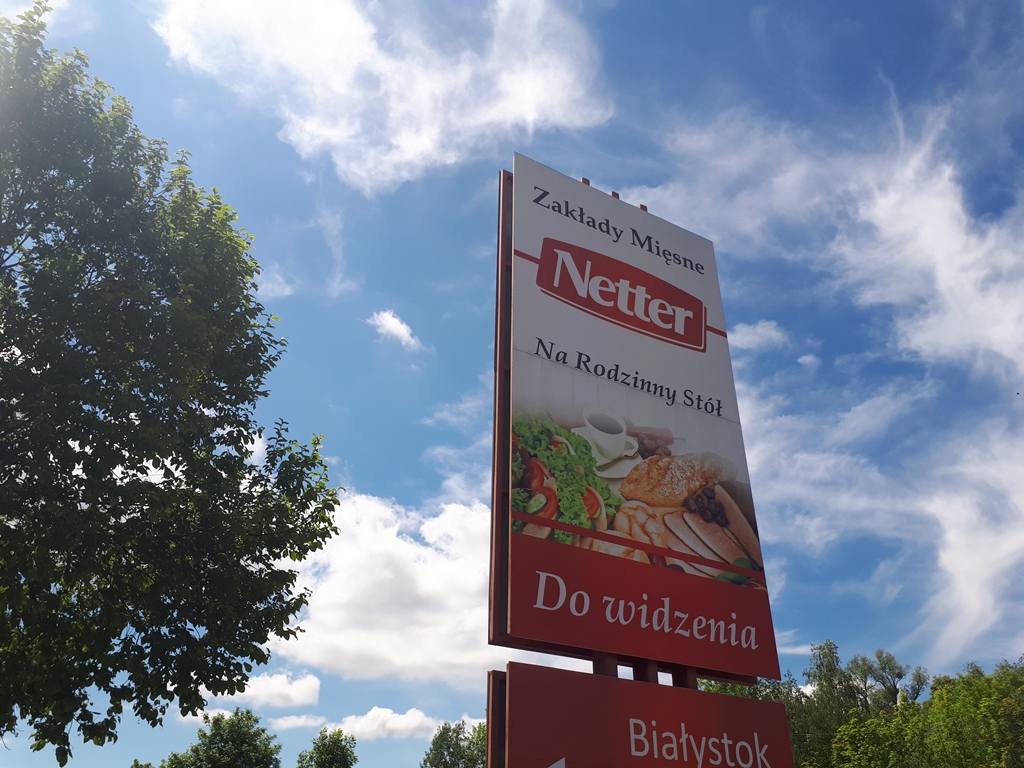 Zakłady Mięsne
Netter
Na Rodzinny Stół
Do widzenia
Białystok